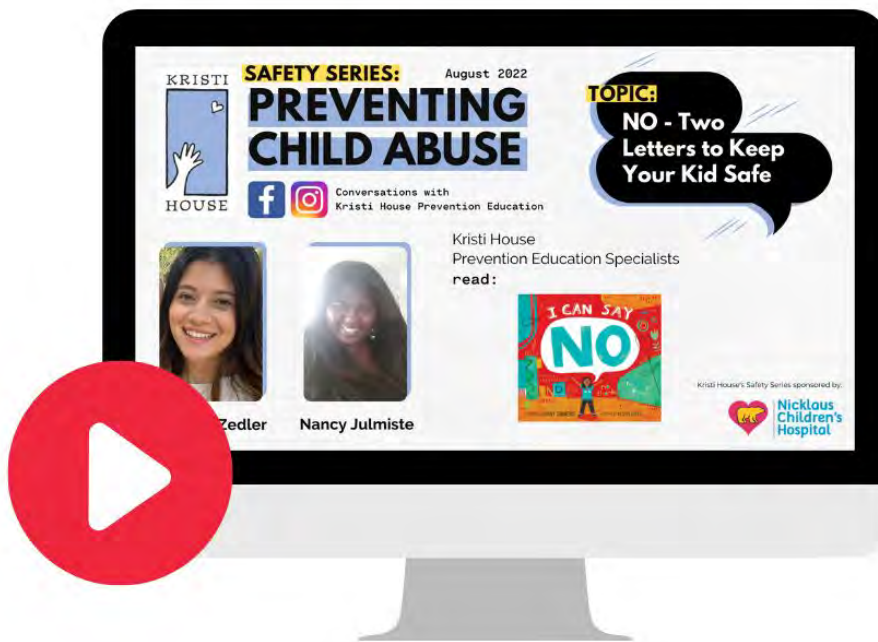 KRISTI
HOUSE
SAFETY SERIES:
August 2022
PREVENTING
CHILD ABUSE
Conversations with
Kristi House Prevention Education
TOPIC:
NO - Two
Letters to Keep
Your Kid Safe
Kristi House
Prevention Education Specialists
read:
I CAN SAY
NO
Zedler
Nancy Julmiste
Kristi House's Safety Series sponsored by:
Nicklaus
Children's
Hospital